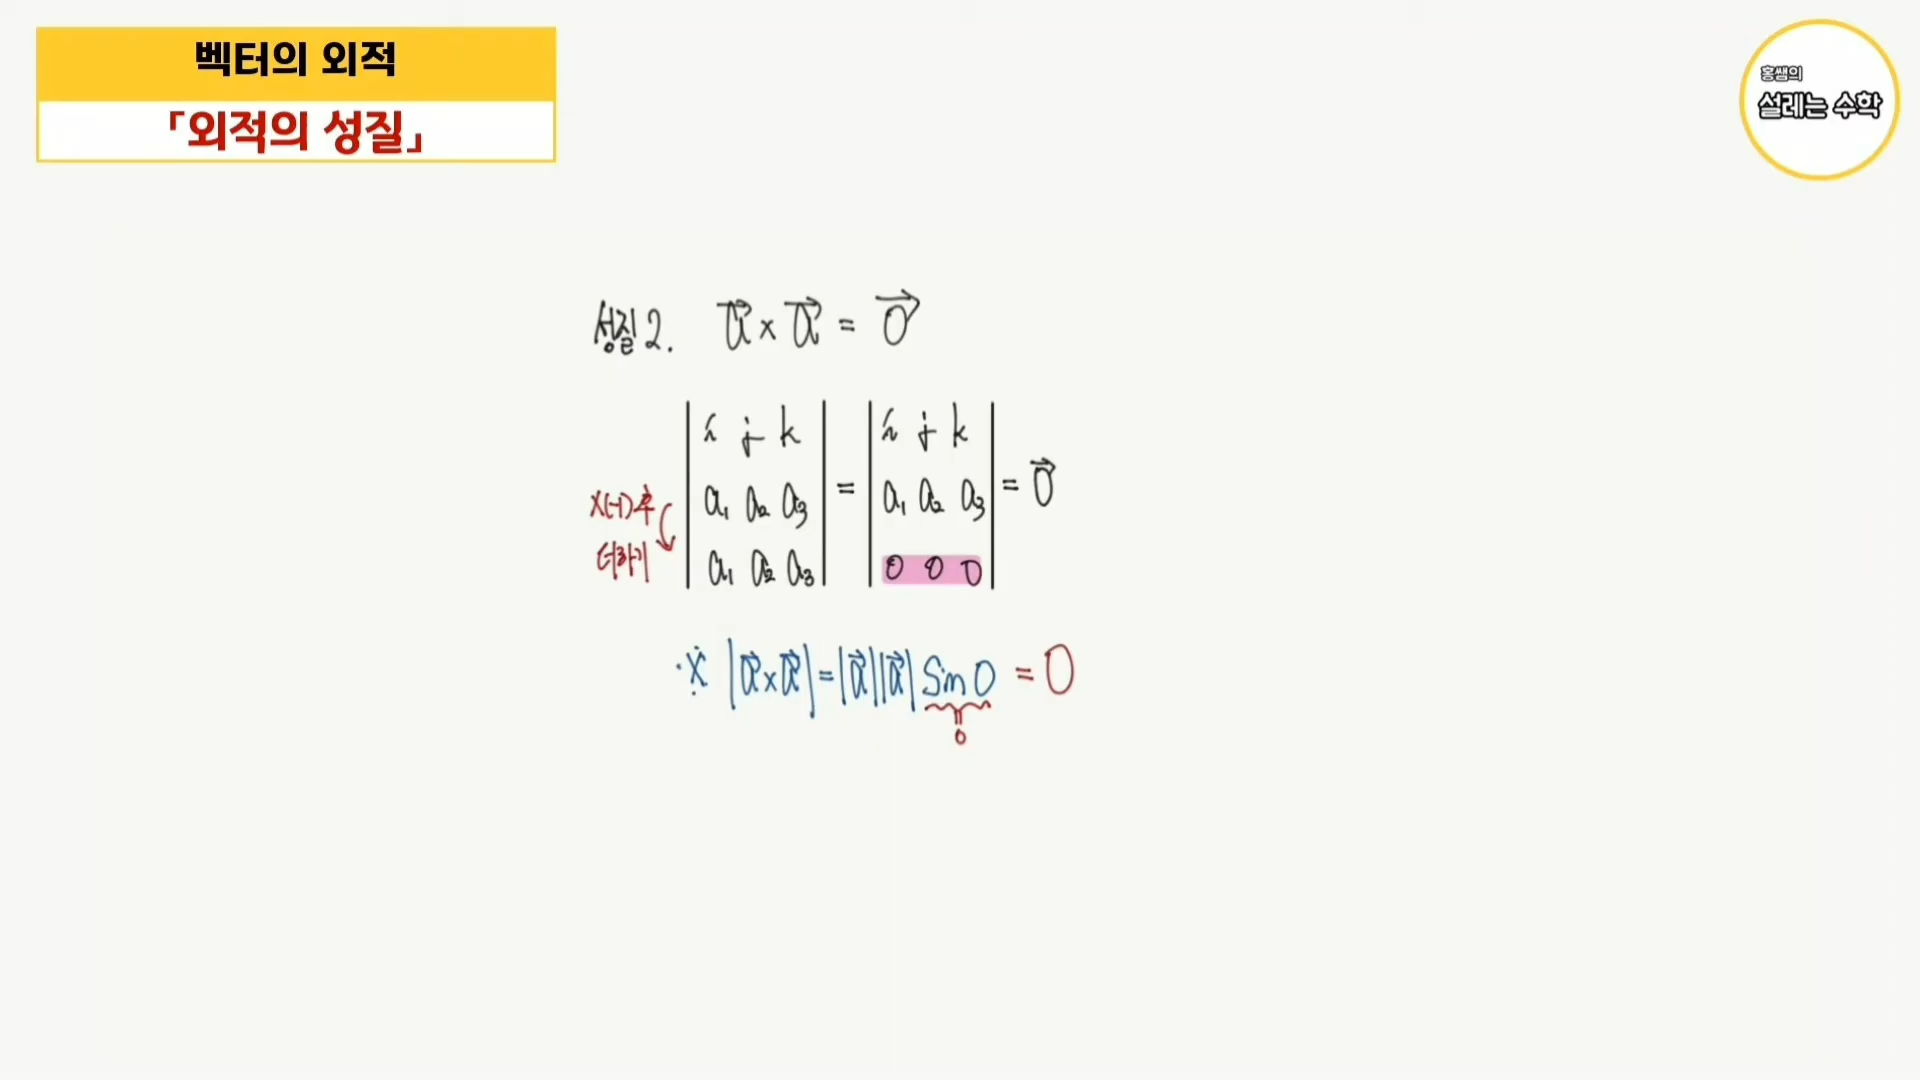 벡터의 외적
「외적의 성질」
홍쌤의
설레는 수학
성질 2. a⃗ × a⃗ = 0⃗
| i j k | = | i j k | = 0⃗
| a₁ a₂ a₃ | | a₁ a₂ a₃ |
| a₁ a₂ a₃ | | 0 0 0 |
×(-1) 후
더하기
※ |a⃗ × a⃗| = |a⃗||a⃗| sin 0 = 0
0